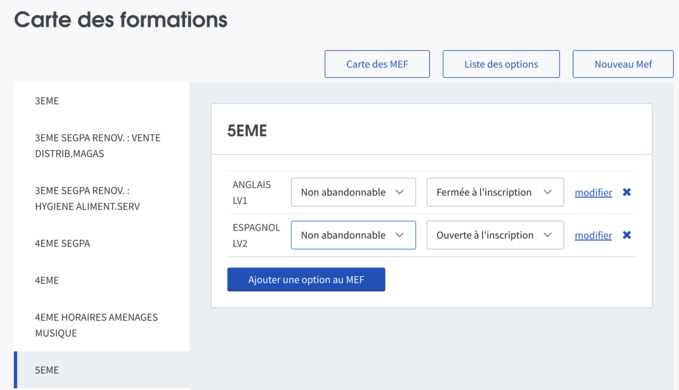 Carte des formations
Carte des MEF
Liste des options
Nouveau Mef
3EME
3EME SEGPA RENOV. : VENTE
DISTRIB.MAGAS
3EME SEGPA RENOV. :
HYGIENE ALIMENT.SERV
4EME SEGPA
4EME
4EME HORAIRES AMENAGES
MUSIQUE
5EME
5EME
ANGLAIS
LV1
Non abandonnable
Fermée à l'inscription
modifier
ESPAGNOL
LV2
Non abandonnable
Ouverte à l'inscription
modifier
Ajouter une option au MEF